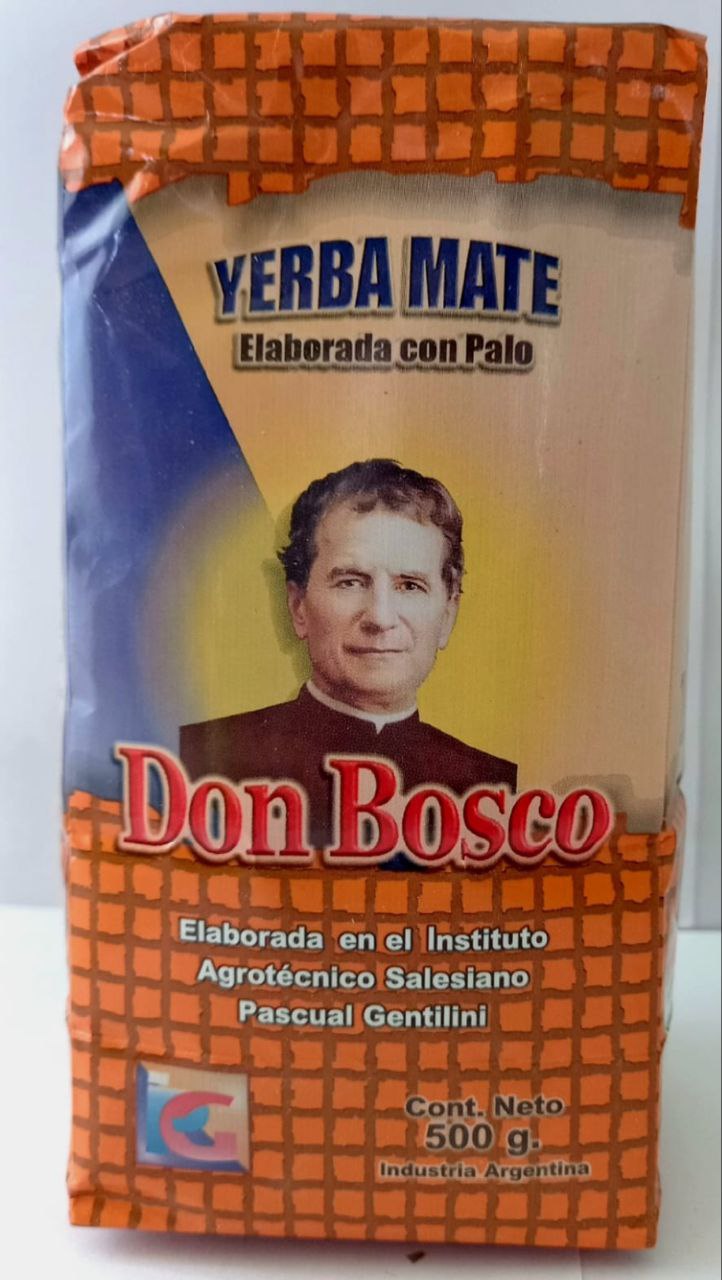 YERBA MATE
Elaborada con Palo
Don Bosco
Elaborada en el Instituto
Agrotécnico Salesiano
Pascual Gentilini
Cont. Neto
500 g.
Industria Argentina